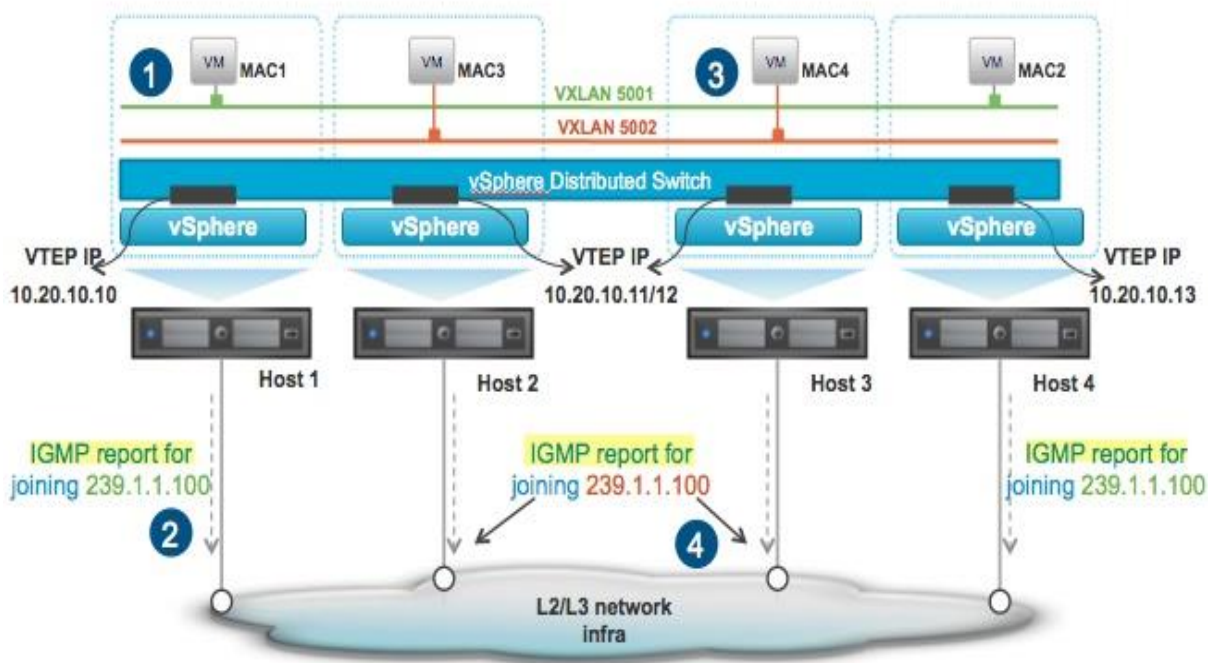 1
VM
MAC1
VM
MAC3
3
VM
MAC4
VM
MAC2
VXLAN 5001
VXLAN 5002
vSphere Distributed Switch
vSphere
vSphere
vSphere
vSphere
VTEP IP
10.20.10.10
VTEP IP
10.20.10.11/12
VTEP IP
10.20.10.13
Host 1
Host 2
Host 3
Host 4
IGMP report for
joining 239.1.1.100
2
IGMP report for
joining 239.1.1.100
4
IGMP report for
joining 239.1.1.100
L2/L3 network
infra